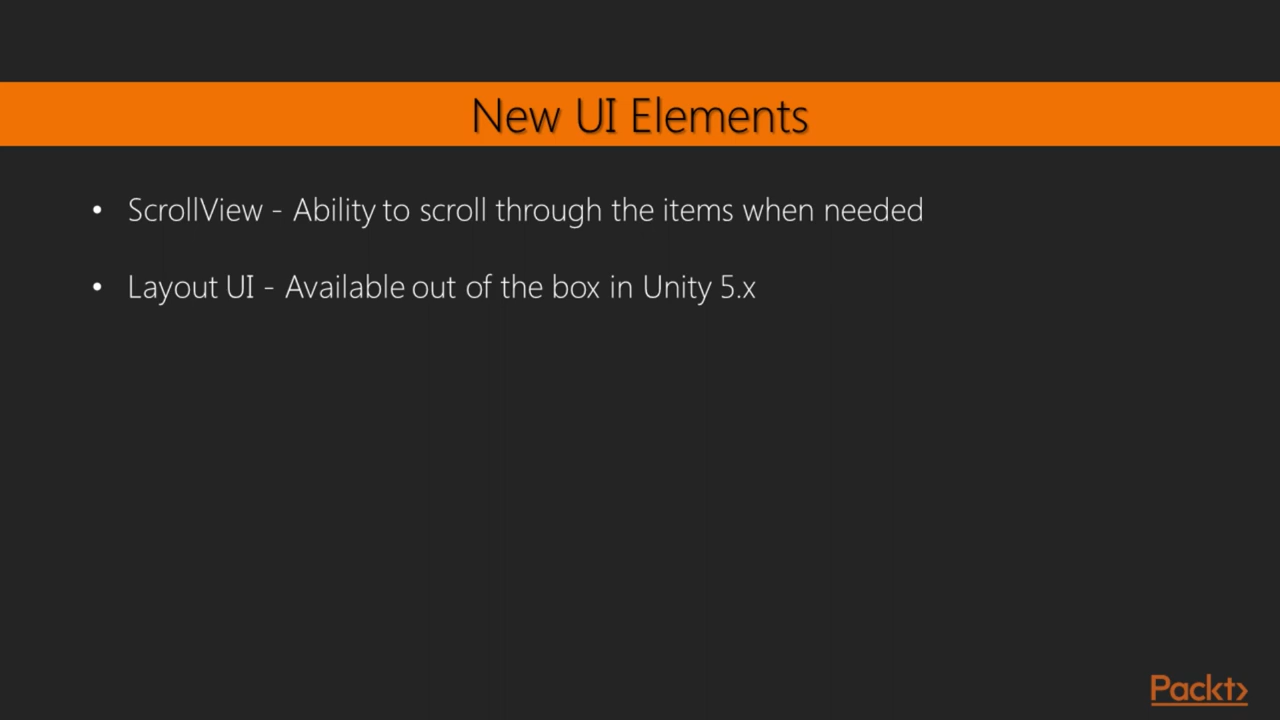 New UI Elements
• ScrollView - Ability to scroll through the items when needed
• Layout UI - Available out of the box in Unity 5.x
Packt>